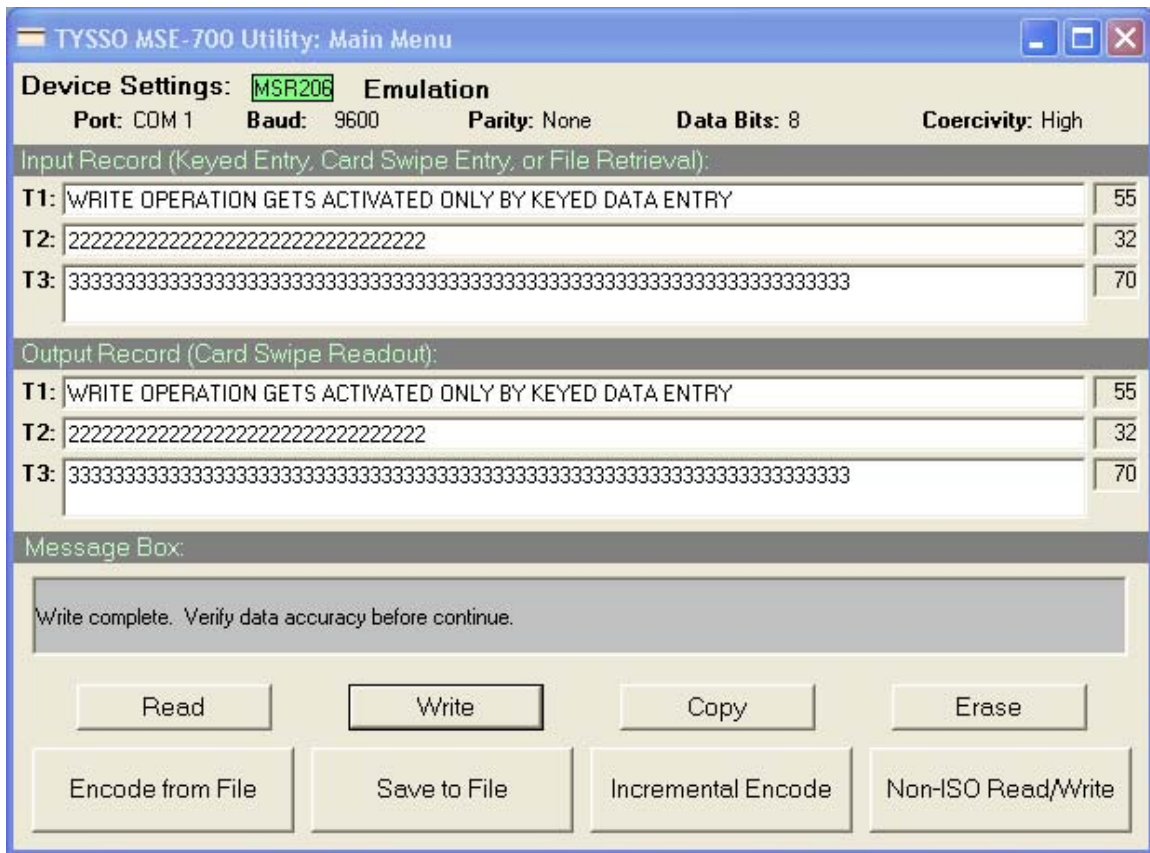 TYSSO MSE-700 Utility: Main Menu
Device Settings: MSR206 Emulation
Port: COM 1 Baud: 9600 Parity: None Data Bits: 8 Coercivity: High
Input Record (Keyed Entry, Card Swipe Entry, or File Retrieval):
T1: WRITE OPERATION GETS ACTIVATED ONLY BY KEYED DATA ENTRY 55
T2: 22222222222222222222222222222222 32
T3: 3333333333333333333333333333333333333333333333333333333333333333333333 70
Output Record (Card Swipe Readout):
T1: WRITE OPERATION GETS ACTIVATED ONLY BY KEYED DATA ENTRY 55
T2: 22222222222222222222222222222222 32
T3: 3333333333333333333333333333333333333333333333333333333333333333333333 70
Message Box:
Write complete. Verify data accuracy before continue.
Read Write Copy Erase
Encode from File Save to File Incremental Encode Non-ISO Read/Write